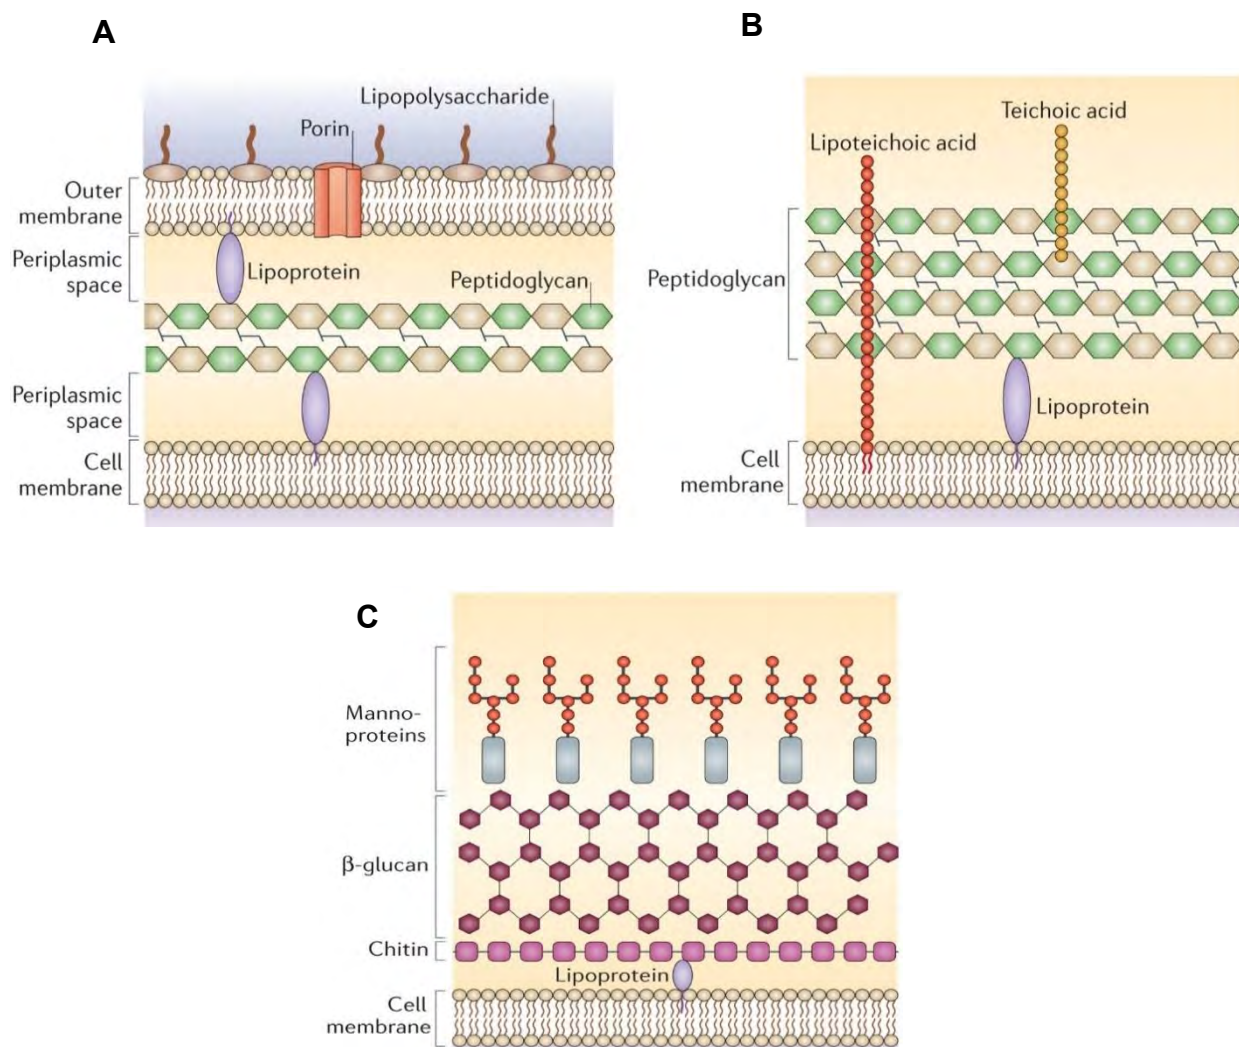 A
Lipopolysaccharide
Porin
Outer
membrane
Periplasmic
space
Lipoprotein
Peptidoglycan
Periplasmic
space
Cell
membrane
B
Teichoic acid
Lipoteichoic acid
Peptidoglycan
Lipoprotein
Cell
membrane
C
Manno-
proteins
β-glucan
Chitin
Lipoprotein
Cell
membrane